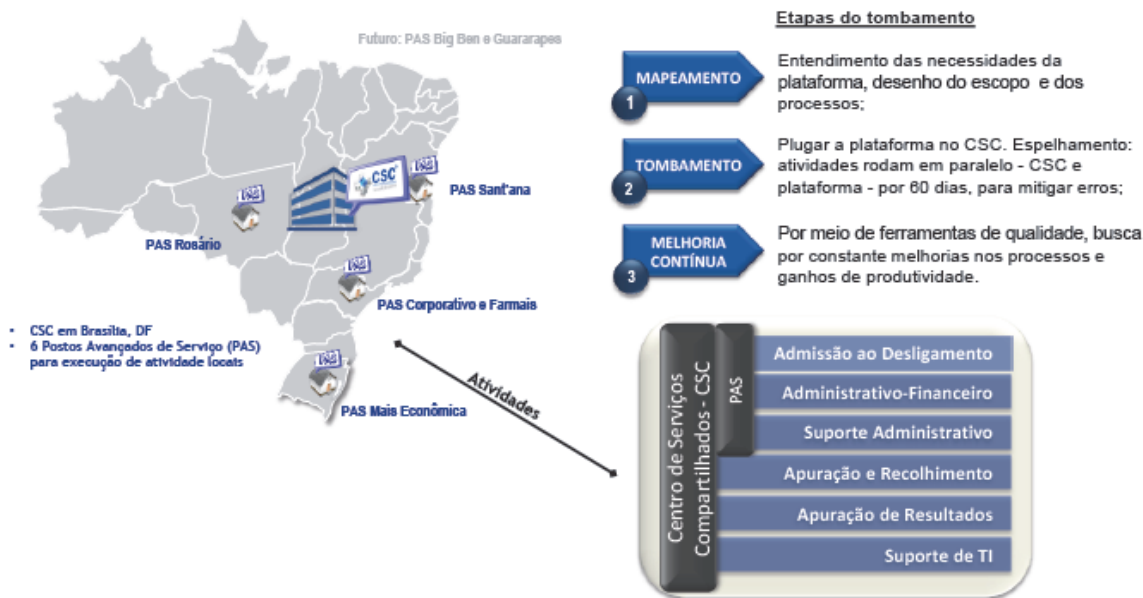 Futuro: PAS Big Ben e Guararapes
CSC
PAS
PAS Sant'ana
PAS
PAS Rosário
PAS
PAS Corporativo e Farmais
• CSC em Brasília, DF
• 6 Postos Avançados de Serviço (PAS)
para execução de atividade locais
PAS
PAS Mais Econômica
Etapas do tombamento
MAPEAMENTO
1
Entendimento das necessidades da
plataforma, desenho do escopo e dos
processos;
TOMBAMENTO
2
Plugar a plataforma no CSC. Espelhamento:
atividades rodam em paralelo - CSC e
plataforma - por 60 dias, para mitigar erros;
MELHORIA
CONTÍNUA
3
Por meio de ferramentas de qualidade, busca
por constante melhorias nos processos e
ganhos de produtividade.
Atividades
Centro de Serviços
Compartilhados - CSC
PAS
Admissão ao Desligamento
Administrativo-Financeiro
Suporte Administrativo
Apuração e Recolhimento
Apuração de Resultados
Suporte de TI